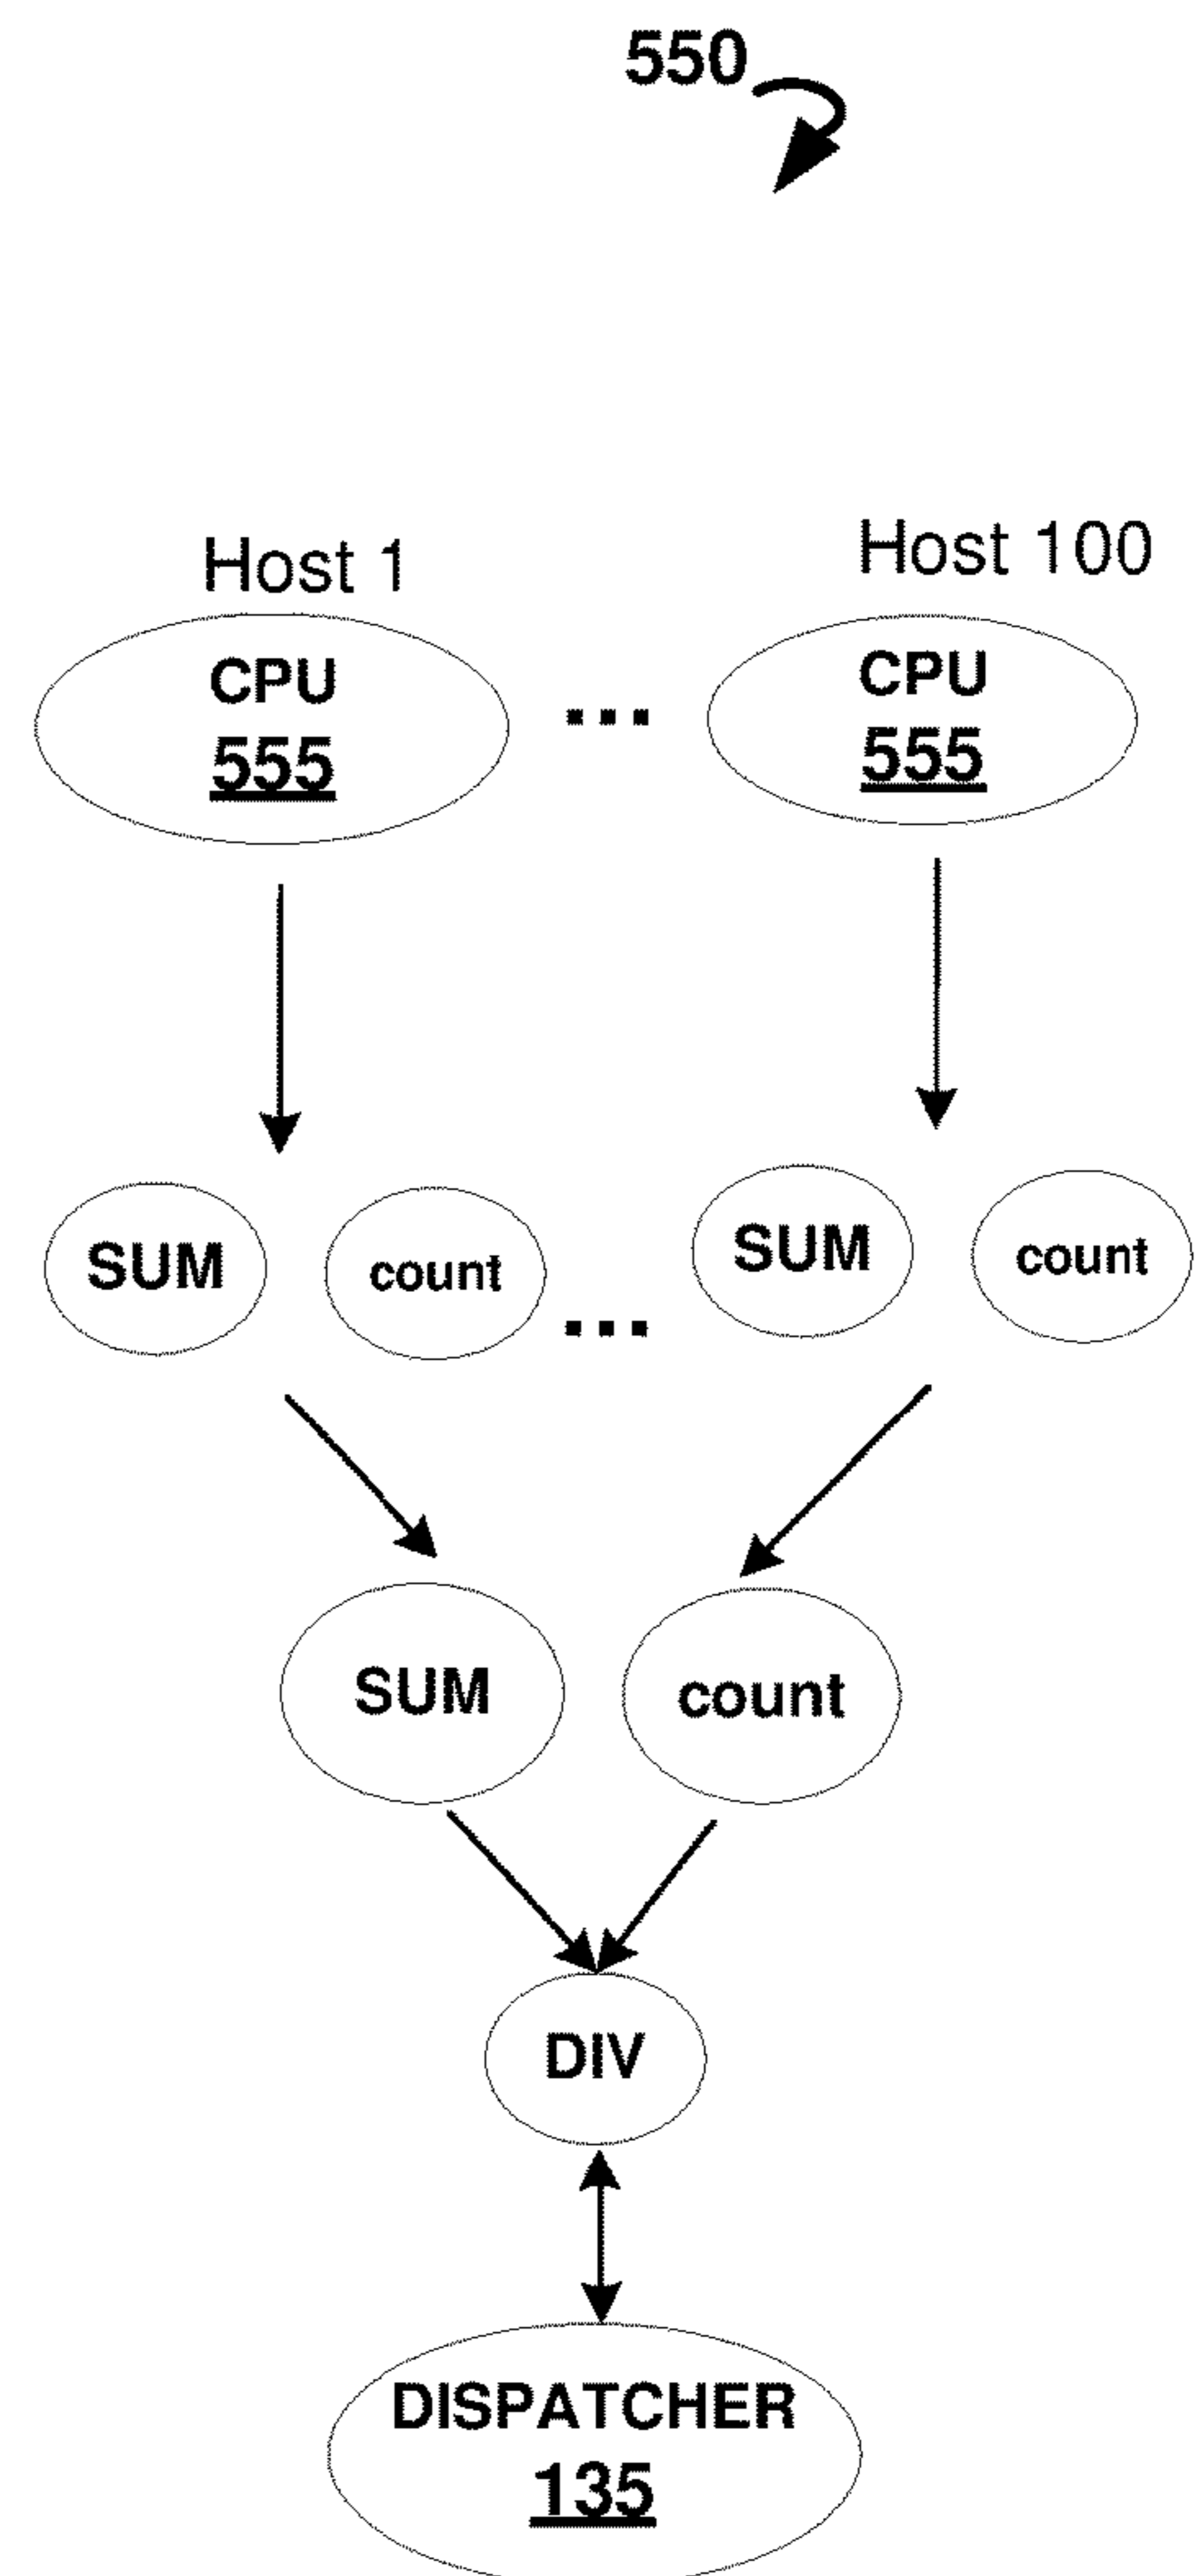 550
Host 1
Host 100
CPU
555
...
CPU
555
SUM
count
...
SUM
count
SUM
count
DIV
DISPATCHER
135